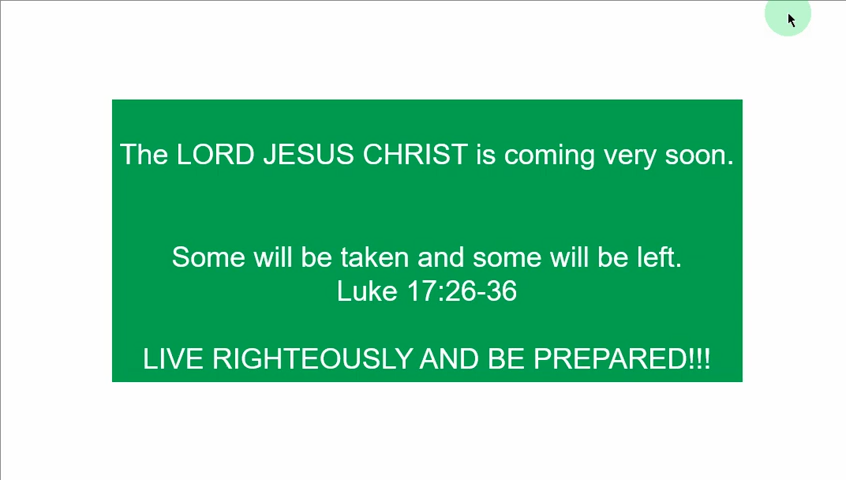 The LORD JESUS CHRIST is coming very soon.
Some will be taken and some will be left.
Luke 17:26-36
LIVE RIGHTEOUSLY AND BE PREPARED!!!